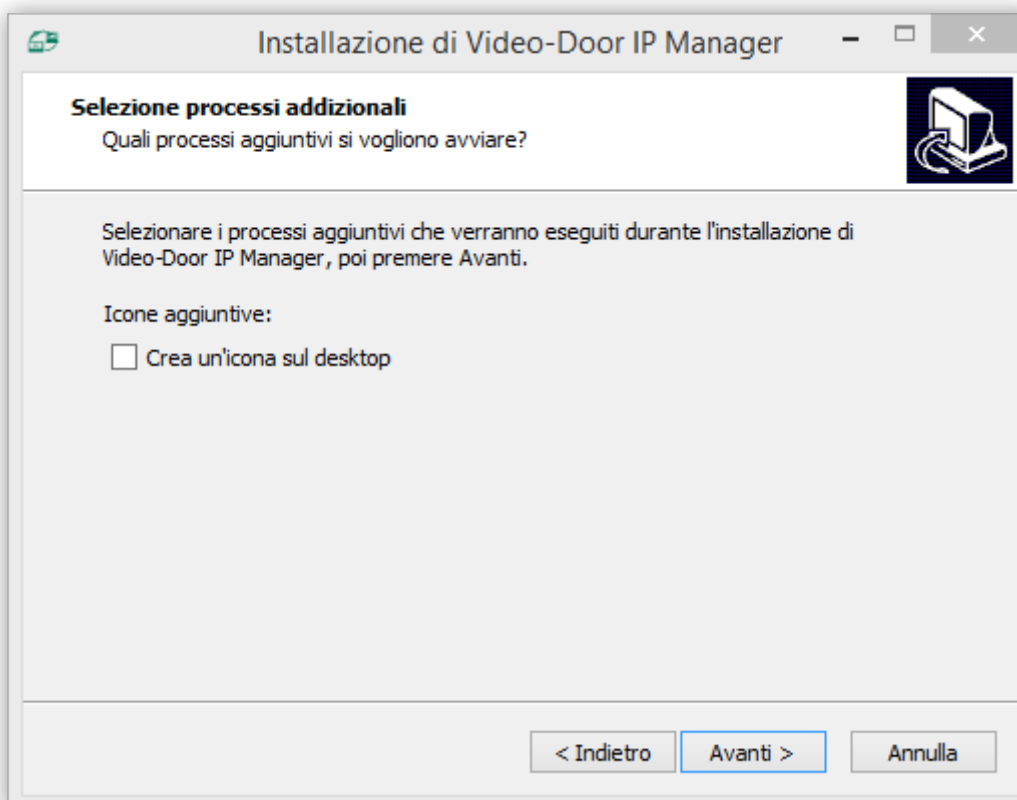 Installazione di Video-Door IP Manager
Selezione processi addizionali
Quali processi aggiuntivi si vogliono avviare?
Selezionare i processi aggiuntivi che verranno eseguiti durante l'installazione di
Video-Door IP Manager, poi premere Avanti.
Icone aggiuntive:
Crea un'icona sul desktop
< Indietro
Avanti >
Annulla